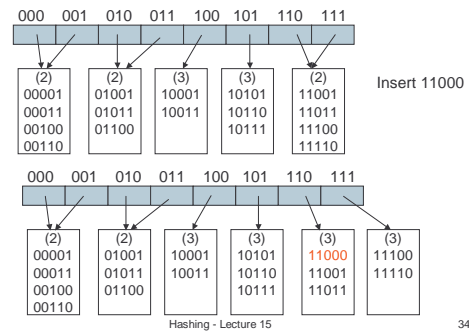 000 001 010 011 100 101 110 111
(2) (2) (3) (3) (2)
00001 01001 10001 10101 11001
00011 01011 10011 10110 11011
00100 01100 10111 11100
00110 11110
Insert 11000
000 001 010 011 100 101 110 111
(2) (2) (3) (3) (3) (3)
00001 01001 10001 10101 11000 11100
00011 01011 10011 10110 11001 11110
00100 01100 10111 11011
00110
Hashing - Lecture 15 34